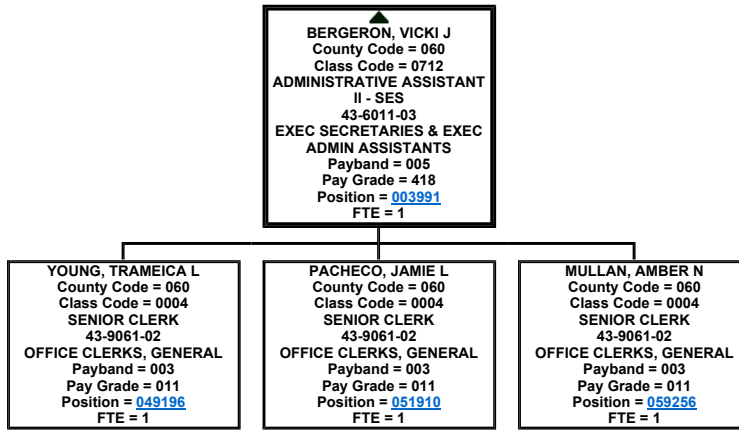 BERGERON, VICKI J
County Code = 060
Class Code = 0712
ADMINISTRATIVE ASSISTANT
II - SES
43-6011-03
EXEC SECRETARIES & EXEC
ADMIN ASSISTANTS
Payband = 005
Pay Grade = 418
Position = 003991
FTE = 1
YOUNG, TRAMEICA L
County Code = 060
Class Code = 0004
SENIOR CLERK
43-9061-02
OFFICE CLERKS, GENERAL
Payband = 003
Pay Grade = 011
Position = 049196
FTE = 1
PACHECO, JAMIE L
County Code = 060
Class Code = 0004
SENIOR CLERK
43-9061-02
OFFICE CLERKS, GENERAL
Payband = 003
Pay Grade = 011
Position = 051910
FTE = 1
MULLAN, AMBER N
County Code = 060
Class Code = 0004
SENIOR CLERK
43-9061-02
OFFICE CLERKS, GENERAL
Payband = 003
Pay Grade = 011
Position = 059256
FTE = 1